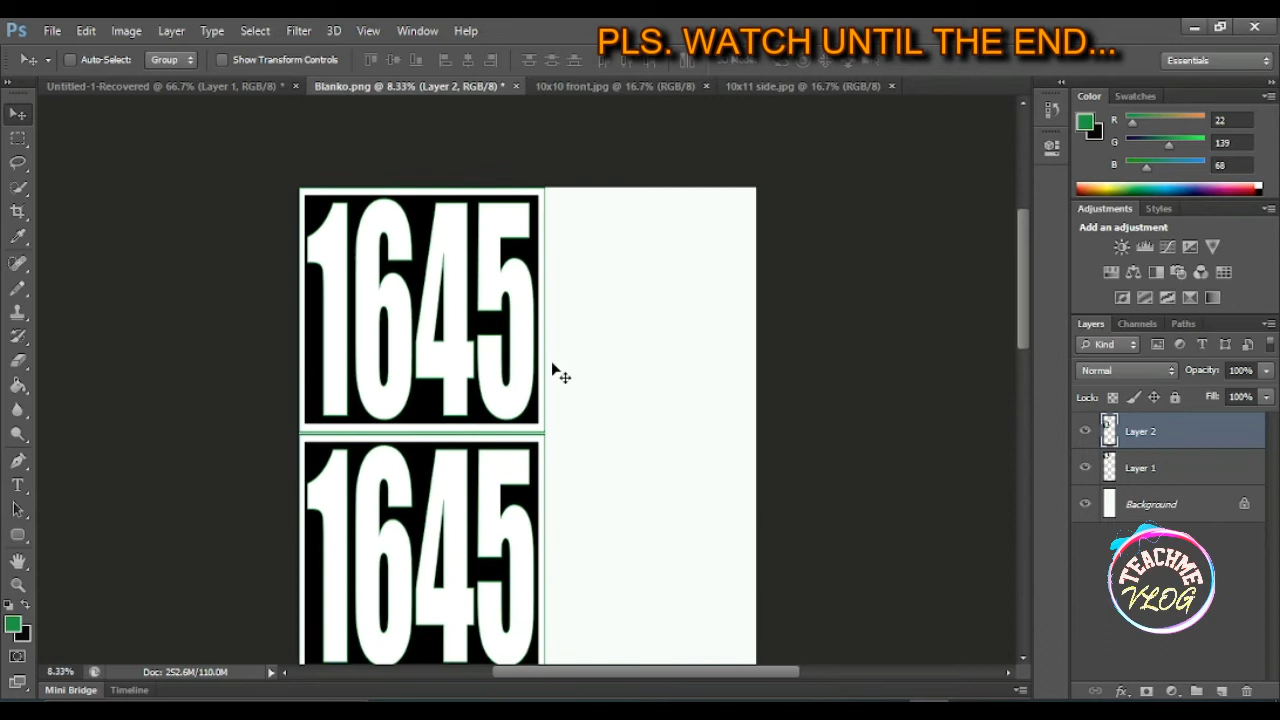 PLS. WATCH UNTIL THE END...
Ps File Edit Image Layer Type Select Filter 3D View Window Help
Auto-Select: Group Show Transform Controls Essentials
Untitled-1-Recovered @ 66.7% (Layer 1, RGB/8) * × Blanko.png @ 8.33% (Layer 2, RGB/8) * × 10x10 front.jpg @ 16.7% (RGB/8) × 10x11 side.jpg @ 16.7% (RGB/8) ×
Color Swatches
R 22
G 139
B 68
Adjustments Styles
Add an adjustment
Layers Channels Paths
Kind
Normal Opacity: 100%
Lock: Fill: 100%
Layer 2
Layer 1
Background
1645
1645
TEACHME
VLOG
8.33% Doc: 252.6M/110.0M
Mini Bridge Timeline